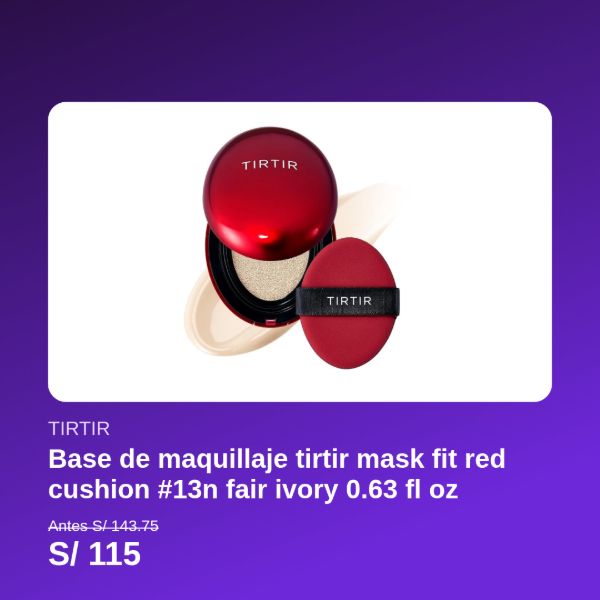 TIRTIR
TIRTIR
TIRTIR
Base de maquillaje tirtir mask fit red
cushion #13n fair ivory 0.63 fl oz
Antes S/ 143.75
S/ 115